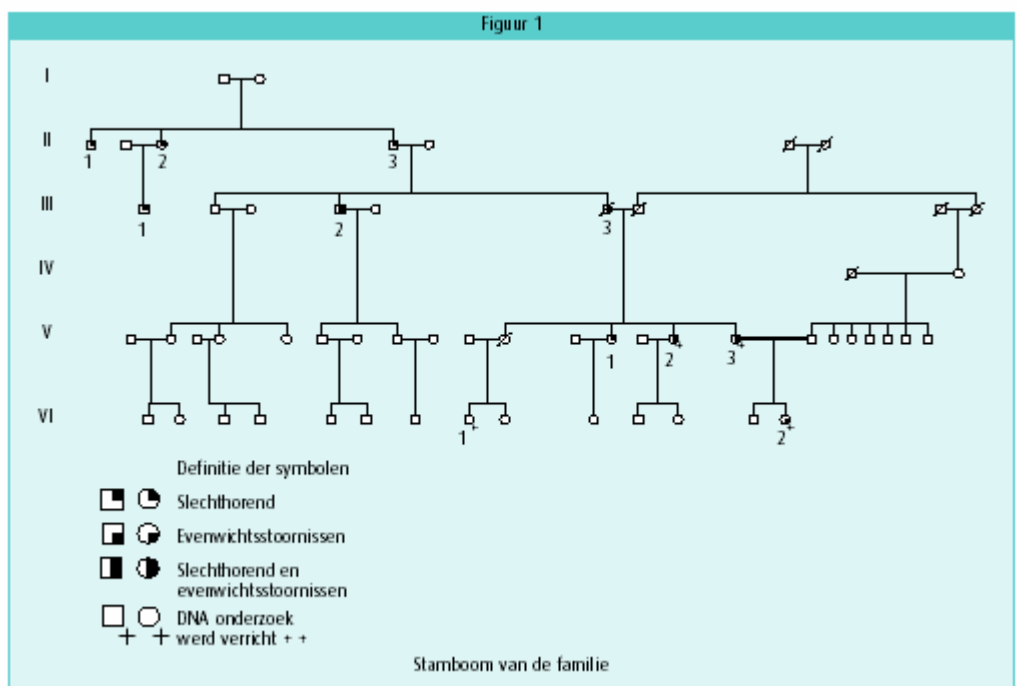 Figuur 1
I
II
1 2 3
III
1 2 3
IV
V
1 2 + 3 +
VI
1 + 2 +
Definitie der symbolen
Slechthorend
Evenwichtsstoornissen
Slechthorend en
evenwichtsstoornissen
DNA onderzoek
+ + werd verricht + +
Stamboom van de familie